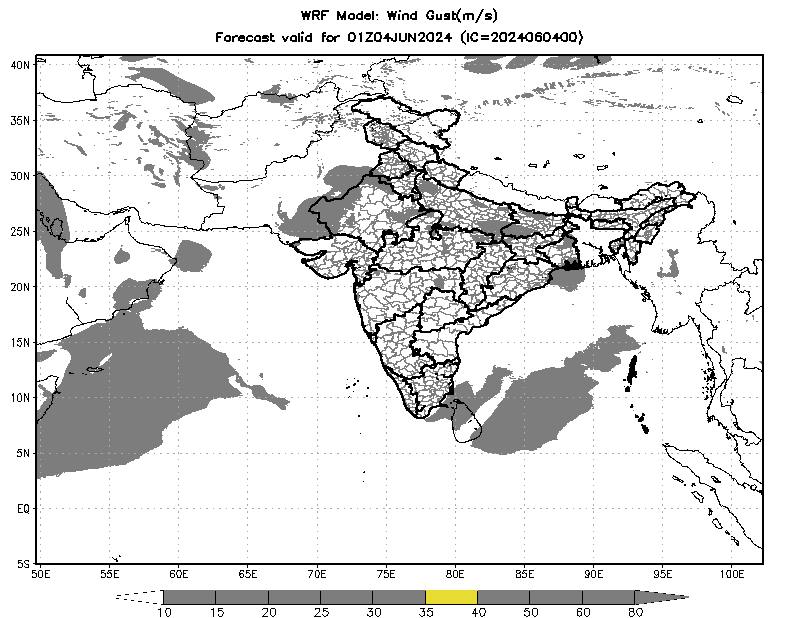 WRF Model: Wind Gust(m/s)
Forecast valid for 01Z04JUN2024 (IC=2024060400)
40N
35N
30N
25N
20N
15N
10N
5N
EQ
5S
50E 55E 60E 65E 70E 75E 80E 85E 90E 95E 100E
10 15 20 25 30 35 40 50 60 80